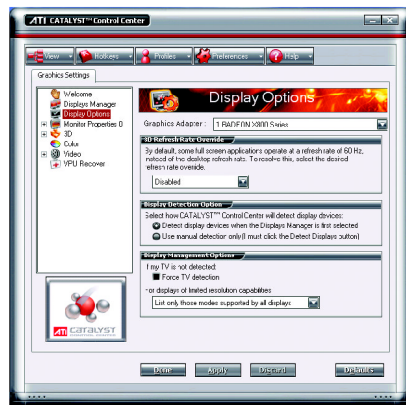 ATI CATALYST™ Control Center
View
Hotkeys
Profiles
Preferences
Help
Graphics Settings
Welcome
Displays Manager
Display Options
Monitor Properties 0
3D
Color
Video
VPU Recover
ATI CATALYST
CONTROL CENTER
Display Options
Graphics Adapter :
1. RADEON X800 Series
3D Refresh Rate Override
By default, some full screen applications operate at a refresh rate of 60 Hz,
instead of the desktop refresh rate. To resolve this, select the desired
refresh rate override.
Disabled
Display Detection Option
Select how CATALYST™ Control Center will detect display devices:
Detect display devices when the Displays Manager is first selected
Use manual detection only (I must click the Detect Displays button)
Display Management Options
If my TV is not detected:
Force TV detection
For displays of limited resolution capabilities
List only those modes supported by all displays
Done
Apply
Discard
Defaults